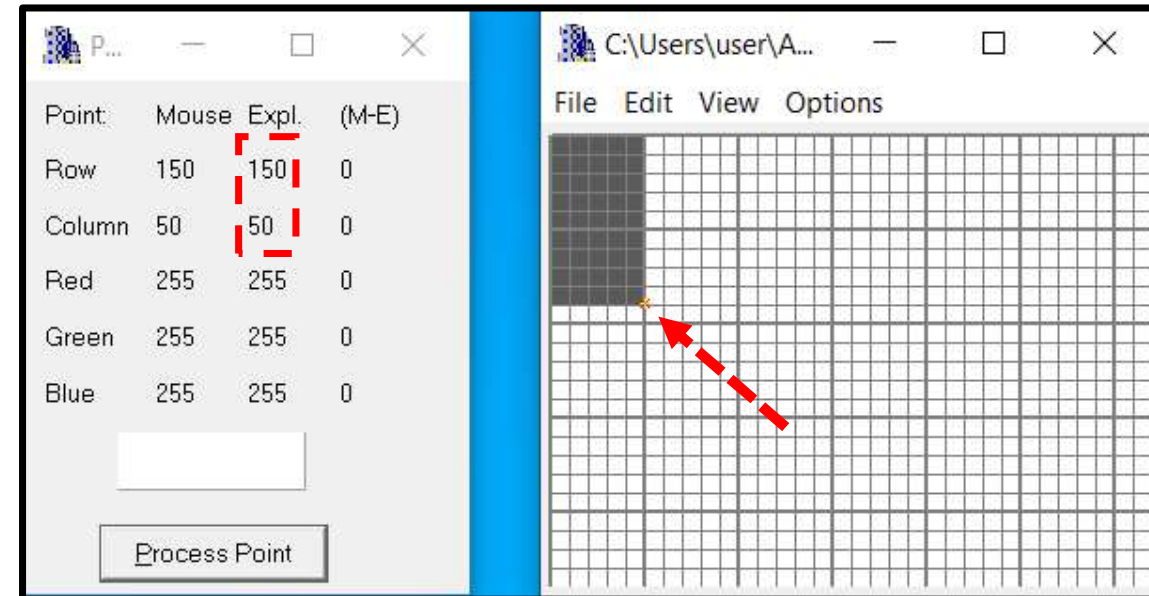 P...
Point: Mouse Expl. (M-E)
Row 150 150 0
Column 50 50 0
Red 255 255 0
Green 255 255 0
Blue 255 255 0
Process Point
C:\Users\user\A...
File Edit View Options